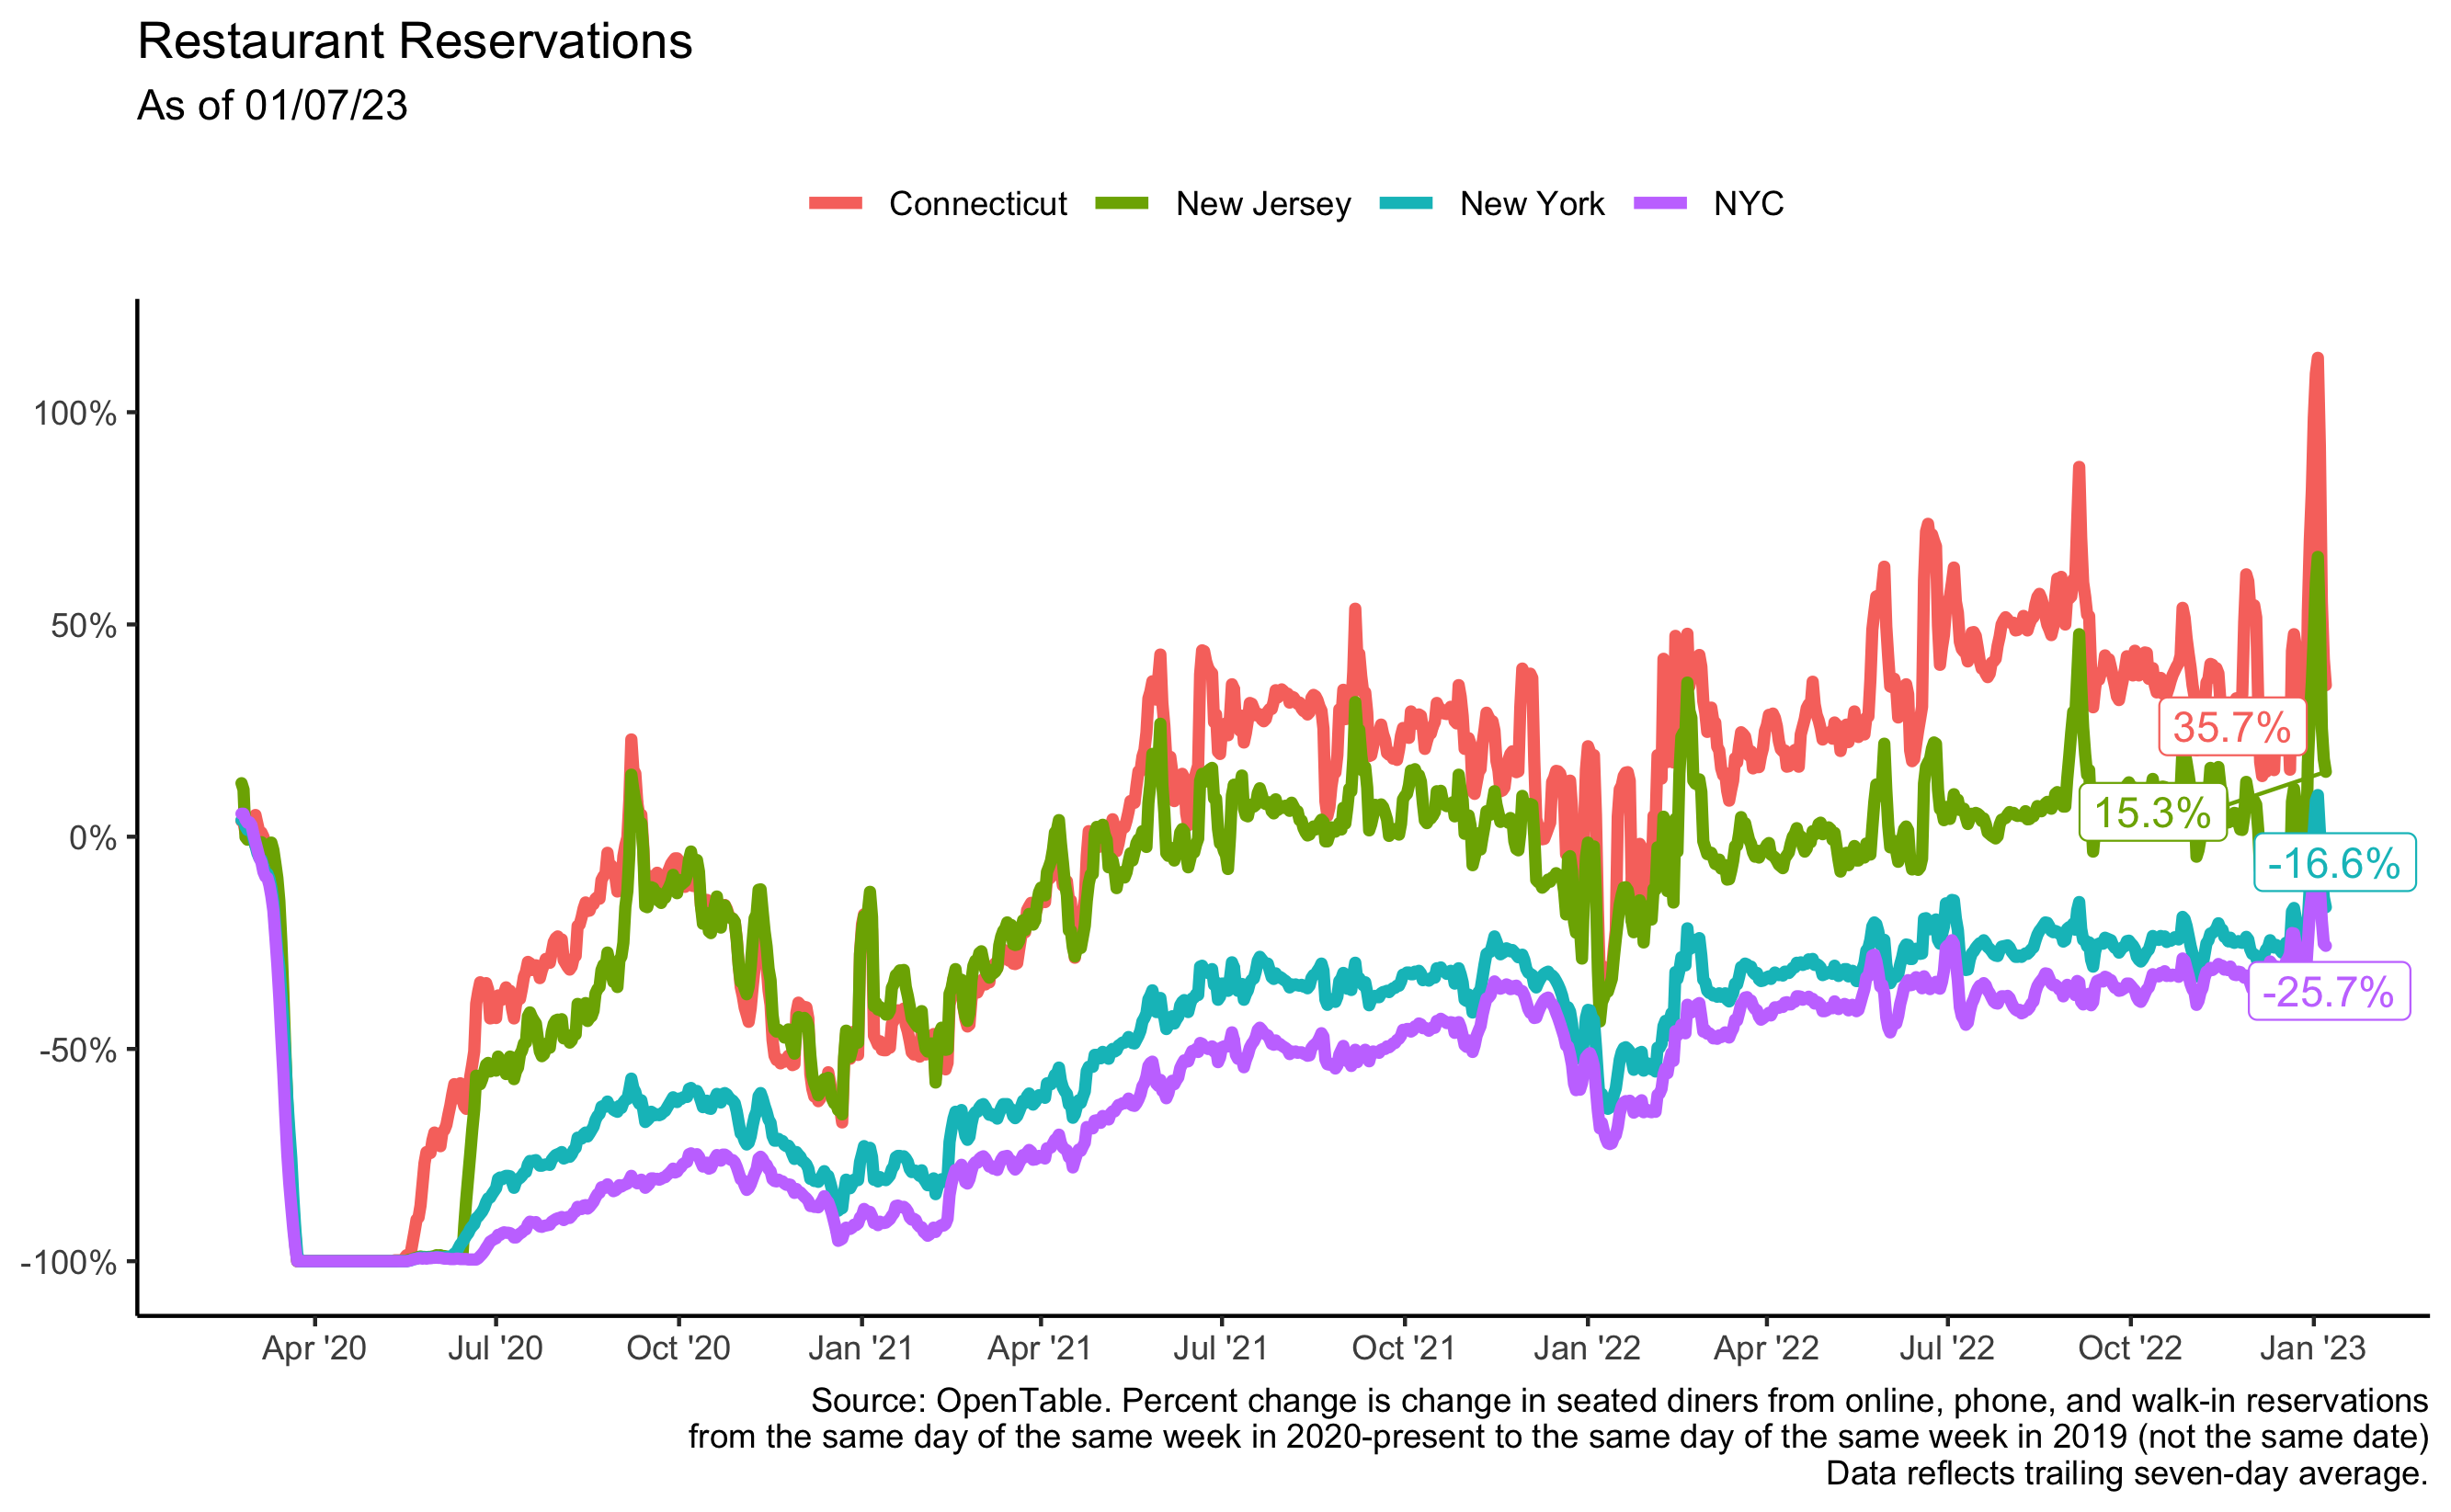 Restaurant Reservations
As of 01/07/23
Connecticut New Jersey New York NYC
100%
50%
0%
-50%
-100%
35.7%
15.3%
-16.6%
-25.7%
Apr '20 Jul '20 Oct '20 Jan '21 Apr '21 Jul '21 Oct '21 Jan '22 Apr '22 Jul '22 Oct '22 Jan '23
Source: OpenTable. Percent change is change in seated diners from online, phone, and walk-in reservations
from the same day of the same week in 2020-present to the same day of the same week in 2019 (not the same date)
Data reflects trailing seven-day average.